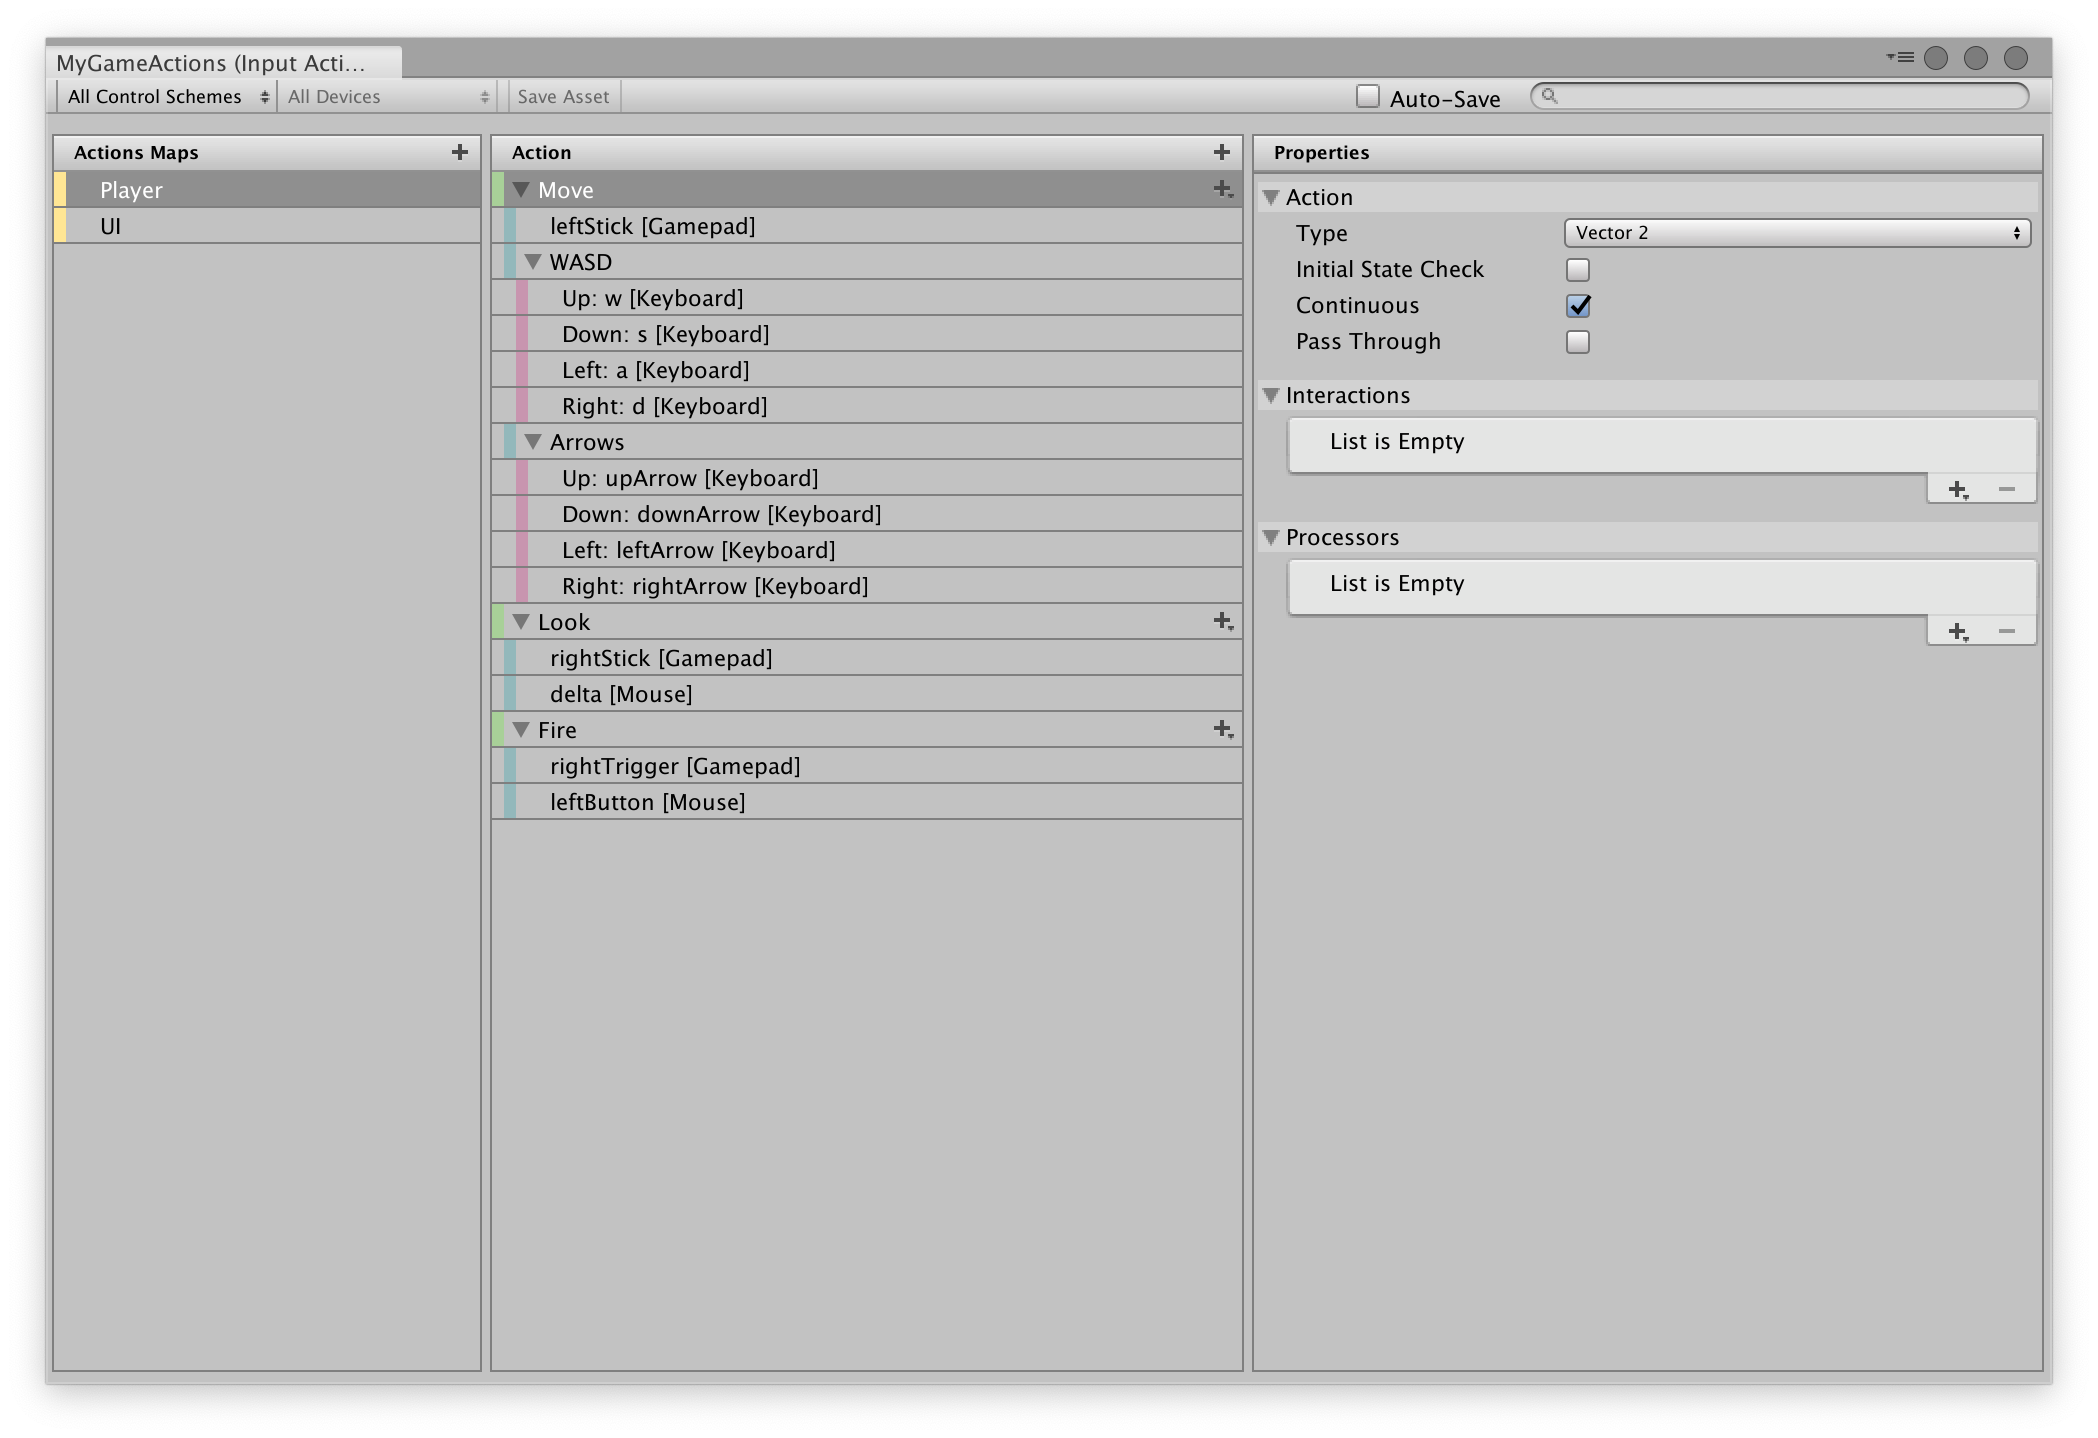 MyGameActions (Input Acti...
All Control Schemes
All Devices
Save Asset
Auto-Save
Actions Maps
Player
UI
Action
Move
leftStick [Gamepad]
WASD
Up: w [Keyboard]
Down: s [Keyboard]
Left: a [Keyboard]
Right: d [Keyboard]
Arrows
Up: upArrow [Keyboard]
Down: downArrow [Keyboard]
Left: leftArrow [Keyboard]
Right: rightArrow [Keyboard]
Look
rightStick [Gamepad]
delta [Mouse]
Fire
rightTrigger [Gamepad]
leftButton [Mouse]
Properties
Action
Type
Vector 2
Initial State Check
Continuous
Pass Through
Interactions
List is Empty
Processors
List is Empty